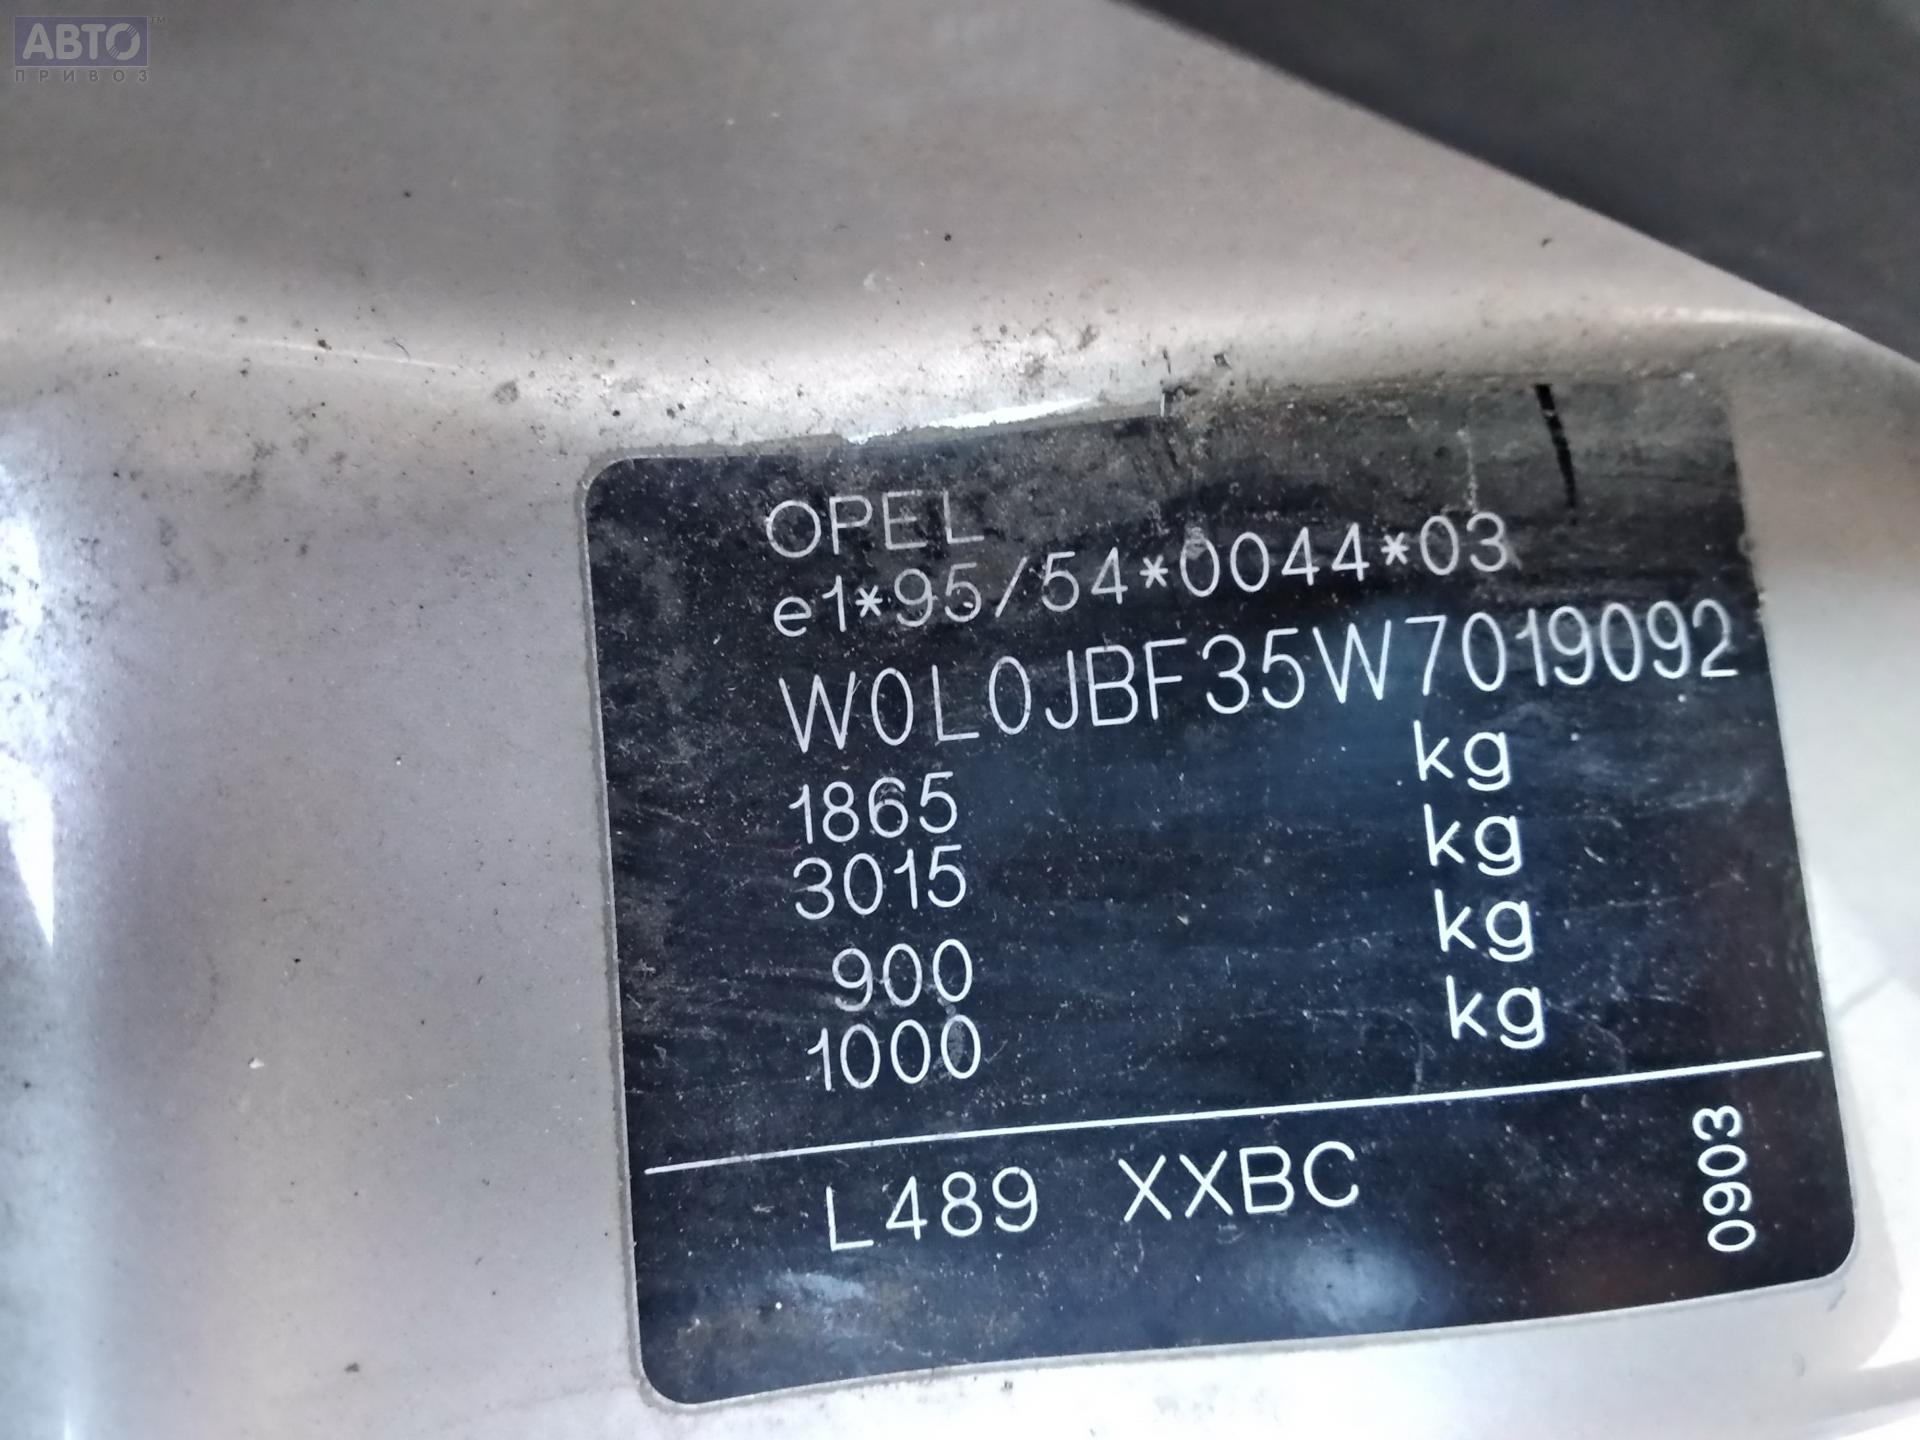 АВТО™
ПРИВОЗ
OPEL
e1*95/54*0044*03
W0L0JBF35W7019092
1865 kg
3015 kg
900 kg
1000 kg
L489 XXBC 0903